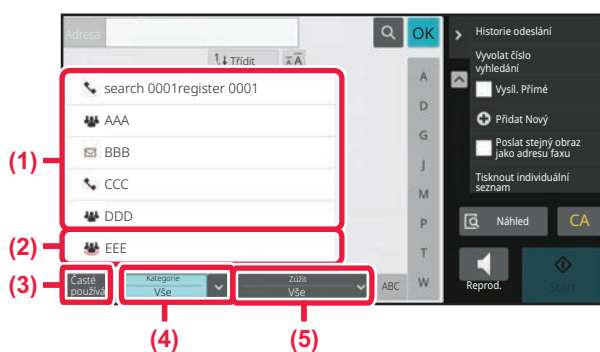 Adresa
OK
Třídit
search 0001register 0001
AAA
BBB
CCC
DDD
EEE
(1)
(2)
(3)
Časté
používá
Kategorie
Vše
Zúžit
Vše
ABC
(4)
(5)
A
D
G
J
M
P
T
W
Historie odeslání
Vyvolat číslo
vyhledání
Vysíl. Přímé
Přidat Nový
Poslat stejný obraz
jako adresu faxu
Tisknout individuální
seznam
Náhled
CA
Reprod.
Start